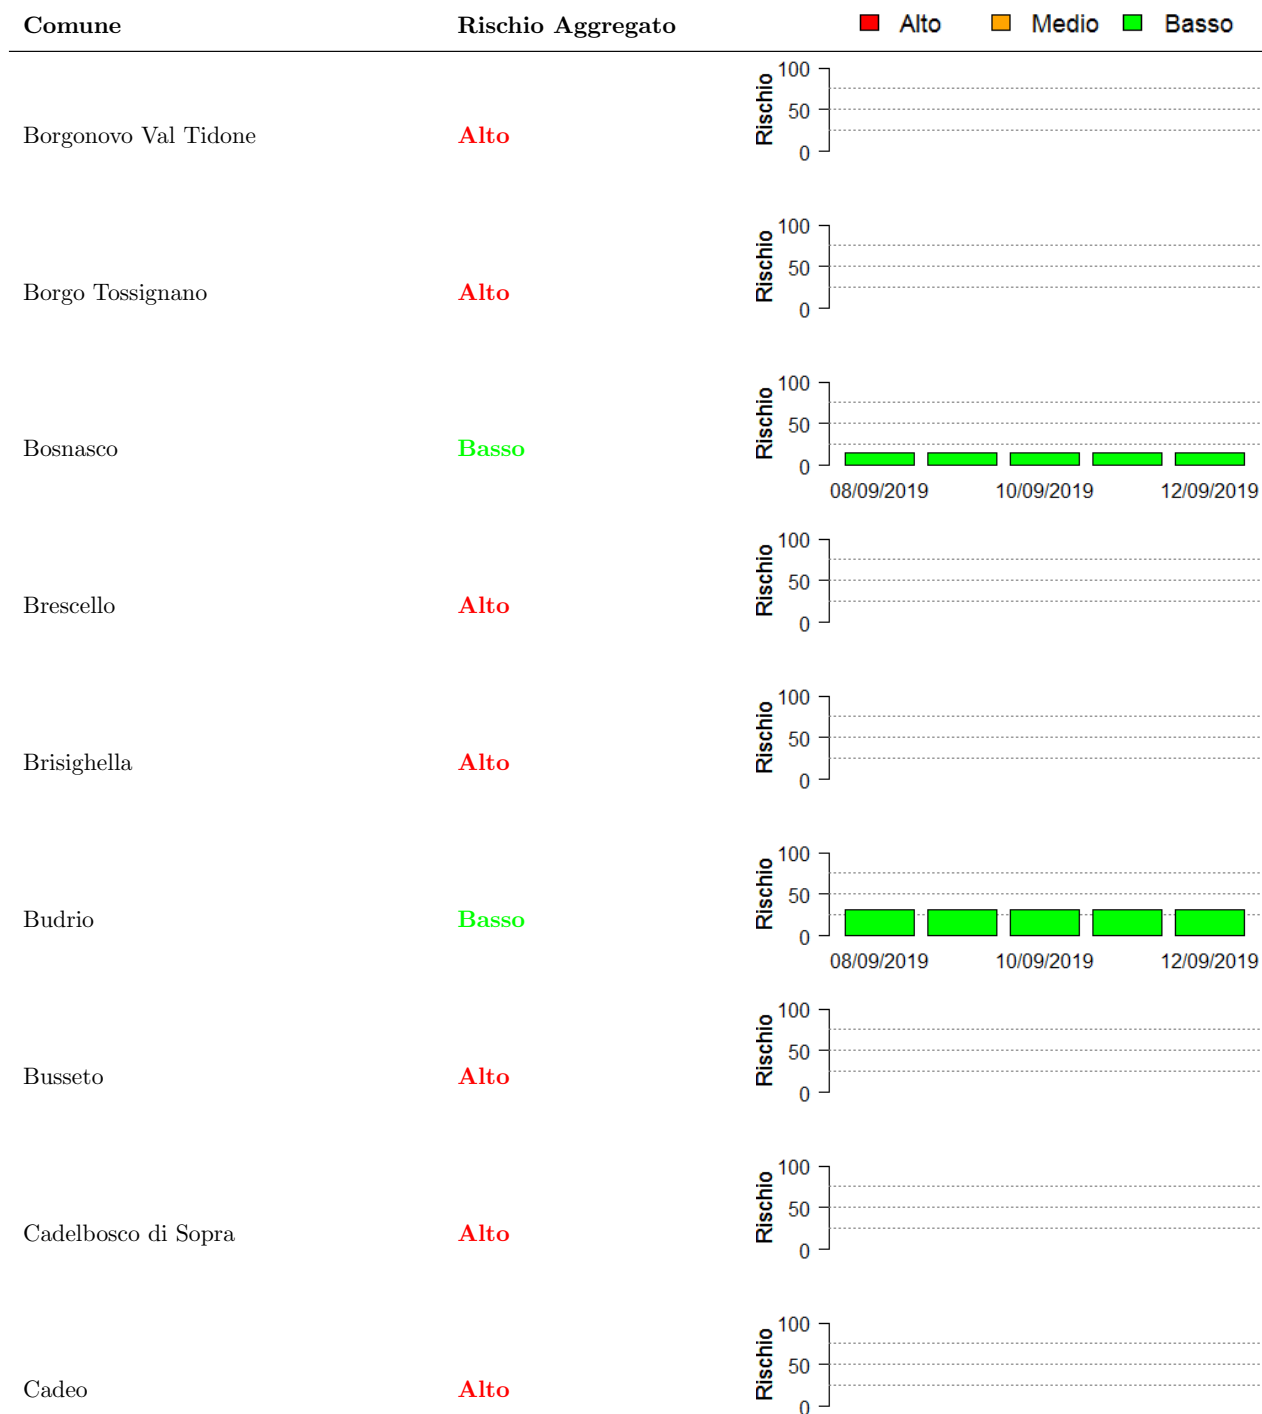 Comune Rischio Aggregato Alto Medio Basso
Borgonovo Val Tidone Alto
Rischio
100
50
0
Borgo Tossignano Alto
Rischio
100
50
0
Bosnasco Basso
Rischio
100
50
0
08/09/2019 10/09/2019 12/09/2019
Brescello Alto
Rischio
100
50
0
Brisighella Alto
Rischio
100
50
0
Budrio Basso
Rischio
100
50
0
08/09/2019 10/09/2019 12/09/2019
Busseto Alto
Rischio
100
50
0
Cadelbosco di Sopra Alto
Rischio
100
50
0
Cadeo Alto
Rischio
100
50
0